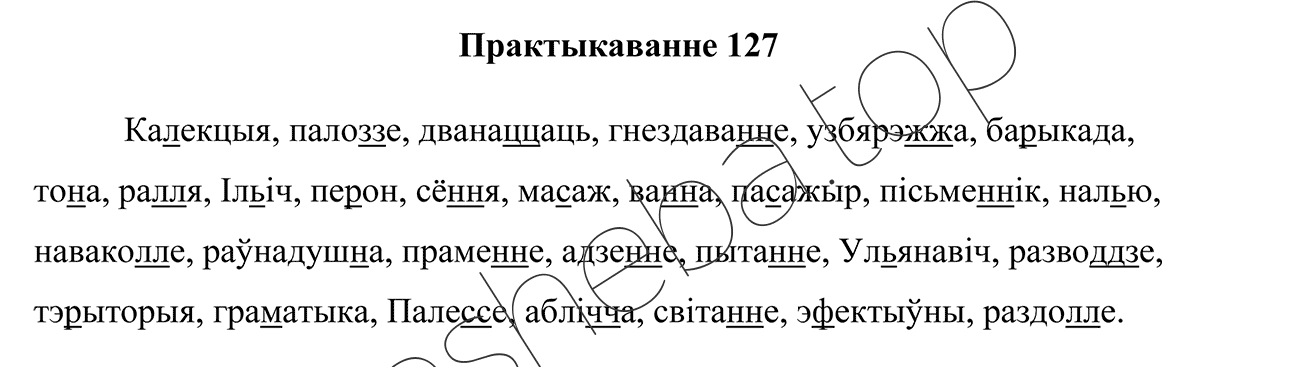 Практыкаванне 127
Калекцыя, палоззе, дванаццаць, гнездаванне, узбярэжжа, барыкада,
тона, ралля, Ільіч, перон, сёння, масаж, ванна, пасажыр, пісьменнік, налью,
наваколле, раўнадушна, праменне, адзенне, пытанне, Ульянавіч, разводдзе,
тэрыторыя, граматыка, Палессе, аблічча, світанне, эфектыўны, раздолле.